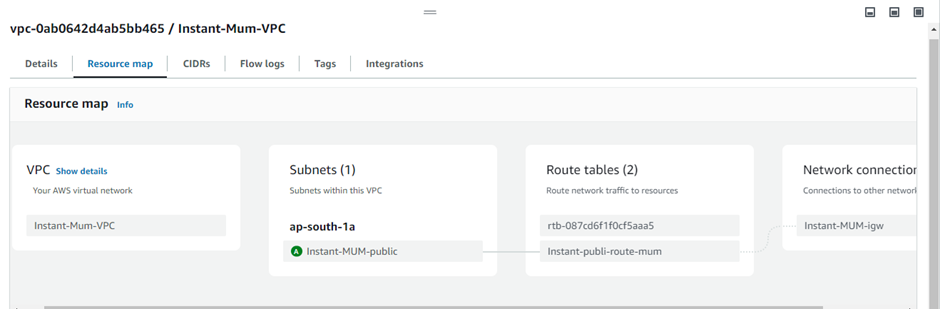 vpc-0ab0642d4ab5bb465 / Instant-Mum-VPC
Details Resource map CIDRs Flow logs Tags Integrations
Resource map Info
VPC Show details
Your AWS virtual network
Instant-Mum-VPC
Subnets (1)
Subnets within this VPC
ap-south-1a
A Instant-MUM-public
Route tables (2)
Route network traffic to resources
rtb-087cd6f1f0cf5aaa5
Instant-publi-route-mum
Network connection
Connections to other network
Instant-MUM-igw